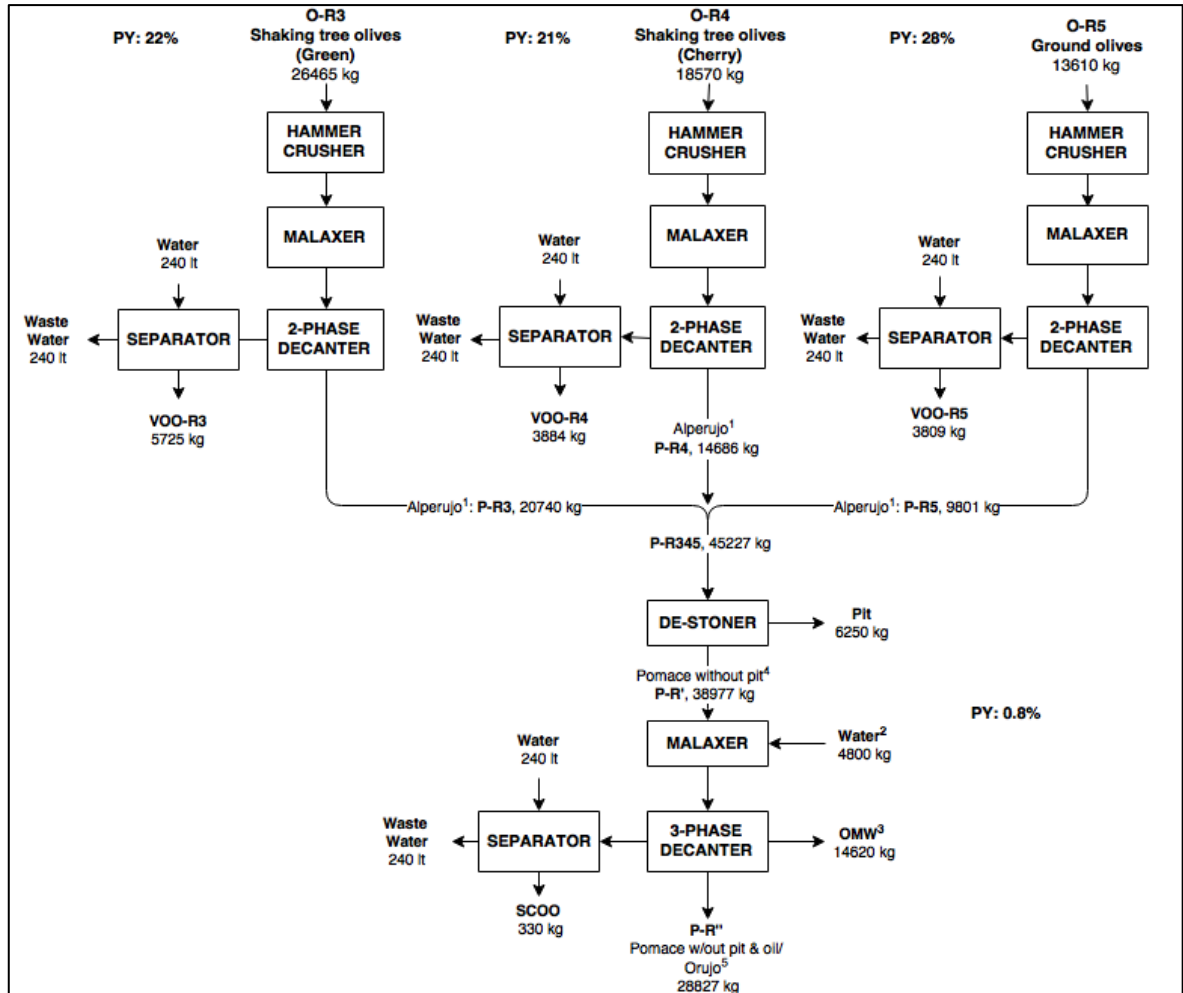 PY: 22%
O-R3
Shaking tree olives
(Green)
26465 kg
PY: 21%
O-R4
Shaking tree olives
(Cherry)
18570 kg
PY: 28%
O-R5
Ground olives
13610 kg
HAMMER
CRUSHER
HAMMER
CRUSHER
HAMMER
CRUSHER
MALAXER
MALAXER
MALAXER
Water
240 lt
Water
240 lt
Water
240 lt
Waste
Water
240 lt
SEPARATOR
2-PHASE
DECANTER
Waste
Water
240 lt
SEPARATOR
2-PHASE
DECANTER
Waste
Water
240 lt
SEPARATOR
2-PHASE
DECANTER
VOO-R3
5725 kg
VOO-R4
3884 kg
VOO-R5
3809 kg
Alperujo¹
P-R4, 14686 kg
Alperujo¹: P-R3, 20740 kg
Alperujo¹: P-R5, 9801 kg
P-R345, 45227 kg
DE-STONER
Pit
6250 kg
Pomace without pit⁴
P-R', 38977 kg
PY: 0.8%
MALAXER
Water²
4800 kg
Water
240 lt
Waste
Water
240 lt
SEPARATOR
3-PHASE
DECANTER
OMW³
14620 kg
SCOO
330 kg
P-R"
Pomace w/out pit & oil/
Orujo⁵
28827 kg